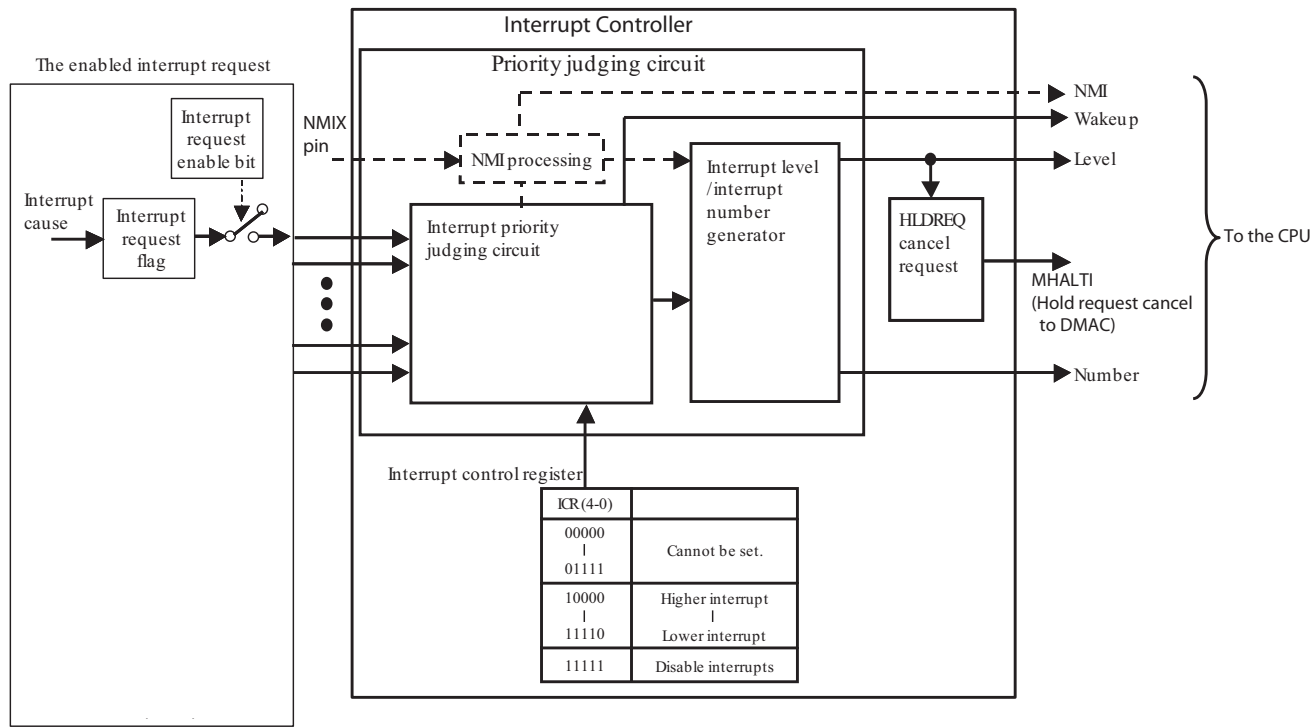 Interrupt Controller
The enabled interrupt request
Priority judging circuit
Interrupt
request
enable bit
NMIX
pin
NMI processing
NMI
Wakeup
Level
Interrupt level
/interrupt
number
generator
Interrupt
cause
Interrupt
request
flag
Interrupt priority
judging circuit
HLDREQ
cancel
request
To the CPU
MHALTI
(Hold request cancel
to DMAC)
Number
Interrupt control register
ICR(4-0)
00000
|
01111
Cannot be set.
10000
|
11110
Higher interrupt
|
Lower interrupt
11111
Disable interrupts